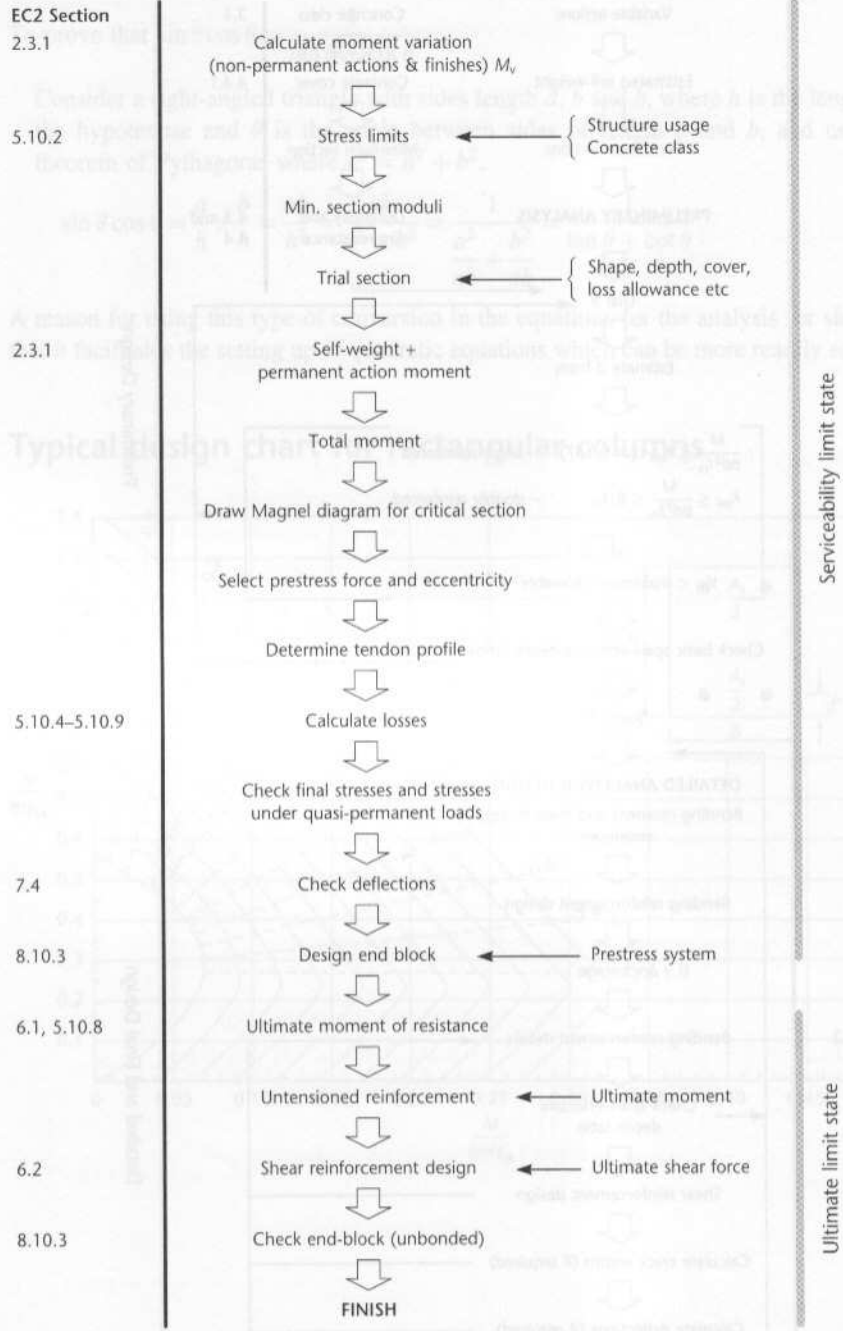 EC2 Section
2.3.1 Calculate moment variation
(non-permanent actions & finishes) Mv
5.10.2 Stress limits Structure usage
Concrete class
Min. section moduli
Trial section Shape, depth, cover,
loss allowance etc
2.3.1 Self-weight +
permanent action moment
Total moment
Draw Magnel diagram for critical section
Select prestress force and eccentricity
Determine tendon profile
5.10.4–5.10.9 Calculate losses
Check final stresses and stresses
under quasi-permanent loads
7.4 Check deflections
8.10.3 Design end block Prestress system
Serviceability limit state
6.1, 5.10.8 Ultimate moment of resistance
Untensioned reinforcement Ultimate moment
6.2 Shear reinforcement design Ultimate shear force
8.10.3 Check end-block (unbonded)
FINISH
Ultimate limit state
Typical design chart for rectangular columns